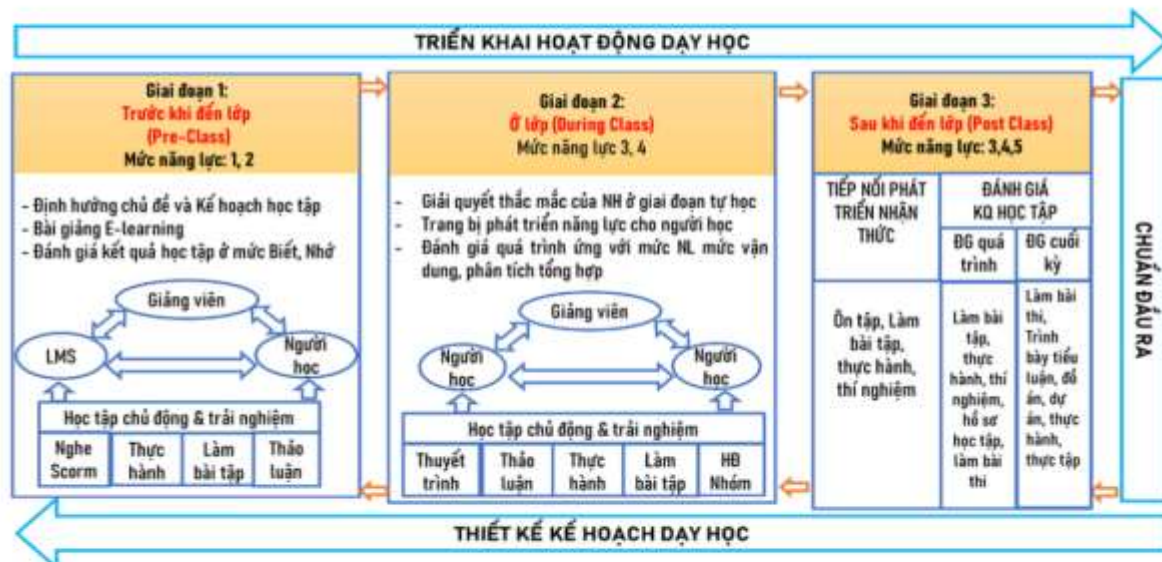 TRIỂN KHAI HOẠT ĐỘNG DẠY HỌC
Giai đoạn 1:
Trước khi đến lớp
(Pre-Class)
Mức năng lực: 1, 2
- Định hướng chủ đề và Kế hoạch học tập
- Bài giảng E-learning
- Đánh giá kết quả học tập ở mức Biết, Nhớ
Giảng viên
LMS
Người
học
Học tập chủ động & trải nghiệm
Nghe
Scorm
Thực
hành
Làm
bài tập
Thảo
luận
Giai đoạn 2:
Ở lớp (During Class)
Mức năng lực 3, 4
- Giải quyết thắc mắc của NH ở giai đoạn tự học
- Trang bị phát triển năng lực cho người học
- Đánh giá quá trình ứng với mức NL mức vận
dung, phân tích tổng hợp
Giảng viên
Người
học
Người
học
Học tập chủ động & trải nghiệm
Thuyết
trình
Thảo
luận
Thực
hành
Làm
bài tập
HĐ
Nhóm
Giai đoạn 3:
Sau khi đến lớp (Post Class)
Mức năng lực: 3,4,5
TIẾP NỐI PHÁT
TRIỂN NHẬN
THỨC
Ôn tập, Làm
bài tập,
thực hành,
thí nghiệm
ĐÁNH GIÁ
KQ HỌC TẬP
ĐG quá
trình
Làm bài
tập,
thực
hành, thí
nghiệm,
hồ sơ
học tập,
làm bài
thi
ĐG cuối
kỳ
Làm bài
thi,
Trình
bày tiểu
luận, đồ
án, dự
án, thực
hành,
thực tập
CHUẨN ĐẦU RA
THIẾT KẾ KẾ HOẠCH DẠY HỌC